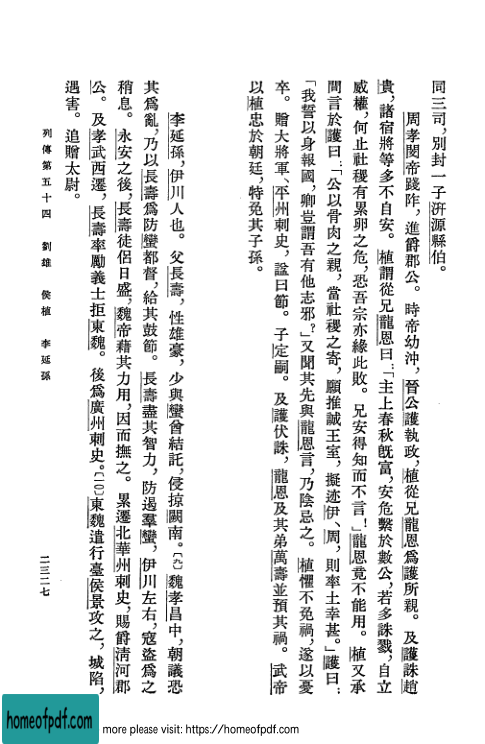 同三司，別封一子汧源縣伯。
周孝閔帝踐阼，進爵郡公。時帝幼沖，晉公護執政，植從兄龍恩爲護所親。及護誅趙
貴，諸宿將等多不自安。植謂從兄龍恩曰：「主上春秋既富，安危繫於數公，若多誅戮，自立
威權，何止社稷有累卵之危，恐吾宗亦緣此敗。兄安得知而不言！」龍恩竟不能用。植又承
間言於護曰：「公以骨肉之親，當社稷之寄，願推誠王室，擬迹伊、周，則率土幸甚。」護曰：
「我誓以身報國，卿豈謂吾有他志邪？」又聞其先與龍恩言，乃陰忌之。植懼不免禍，遂以憂
卒。贈大將軍、平州刺史，諡曰節。子定嗣。及護伏誅，龍恩及其弟萬壽並預其禍。武帝
以植忠於朝廷，特免其子孫。
李延孫，伊川人也。父長壽，性雄豪，少與蠻酋結託，侵掠關南。〔九〕魏孝昌中，朝議恐
其爲亂，乃以長壽爲防蠻都督，給其鼓節。長壽盡其智力，防遏羣蠻，伊川左右，寇盜爲之
稍息。永安之後，長壽徒侶日盛，魏帝藉其力用，因而撫之。累遷北華州刺史，賜爵清河郡
公。及孝武西遷，長壽率勵義士拒東魏。後爲廣州刺史。〔一〇〕東魏遣行臺侯景攻之，城陷，
遇害。追贈太尉。
列傳第五十四 劉雄 侯植 李延孫
二三二七
homeofpdf.com
more please visit: https://homeofpdf.com